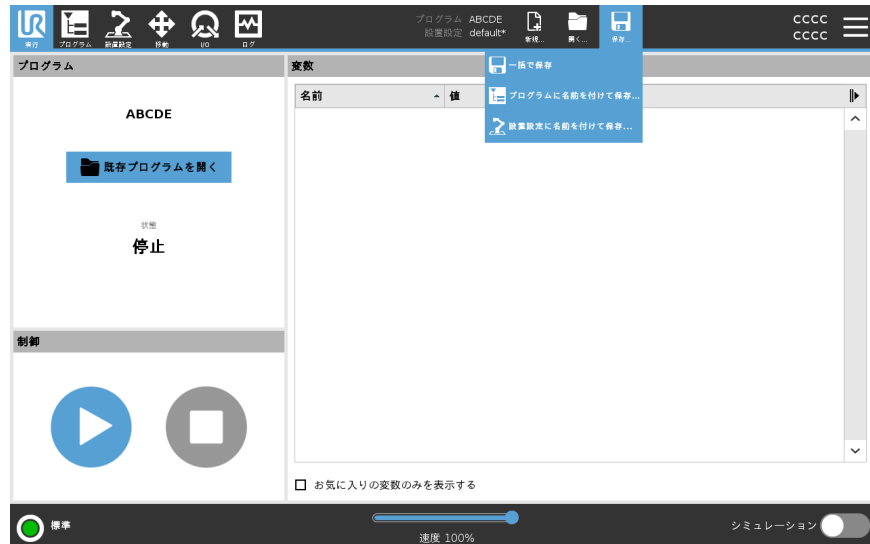 UR
実行
プログラム
設置設定
移動
I/O
ログ
プログラム ABCDE
設置設定 default*
新規...
開く...
保存...
cccc
cccc
プログラム
変数
一括で保存
プログラムに名前を付けて保存...
設置設定に名前を付けて保存...
名前
値
ABCDE
既存プログラムを開く
状態
停止
制御
お気に入りの変数のみを表示する
標準
速度 100%
シミュレーション